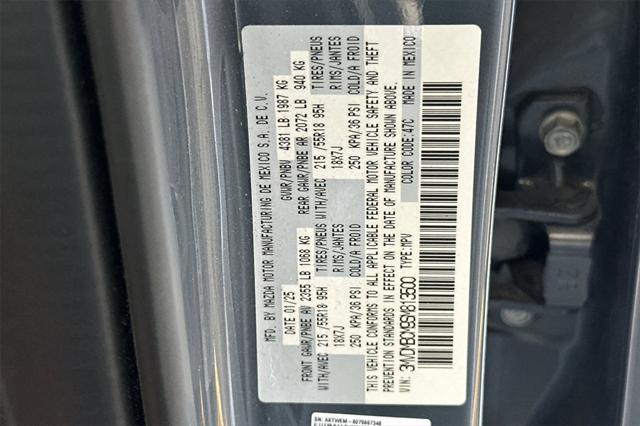 MFD. BY MAZDA MOTOR MANUFACTURING DE MEXICO S.A. DE C.V.
DATE: 01/25 GVWR/PNBV 4381 LB 1987 KG
FRONT GAWR/PNBE AV 2355 LB 1068 KG REAR GAWR/PNBE AR 2072 LB 940 KG
TIRES/PNEUS TIRES/PNEUS
WITH/AVEC 215 /55R18 95H WITH/AVEC 215 /55R18 95H
RIMS/JANTES RIMS/JANTES
18X7J 18X7J
COLD/A FROID COLD/A FROID
250 KPA/36 PSI 250 KPA/36 PSI
THIS VEHICLE CONFORMS TO ALL APPLICABLE FEDERAL MOTOR VEHICLE SAFETY AND THEFT
PREVENTION STANDARDS IN EFFECT ON THE DATE OF MANUFACTURE SHOWN ABOVE.
VIN: TYPE:MPV COLOR CODE:47C MADE IN MEXICO